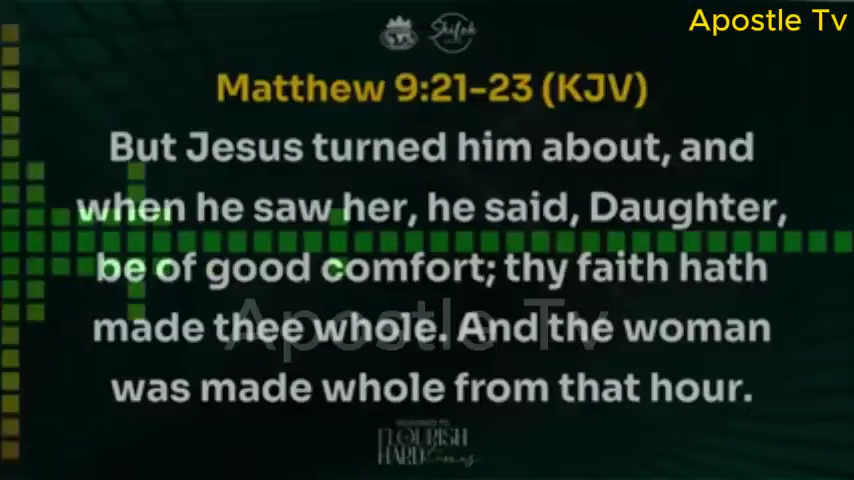 Apostle Tv
Shiloh
Matthew 9:21-23 (KJV)
But Jesus turned him about, and
when he saw her, he said, Daughter,
be of good comfort; thy faith hath
made thee whole. And the woman
Apostle Tv
was made whole from that hour.
FLOURISH
HARD times